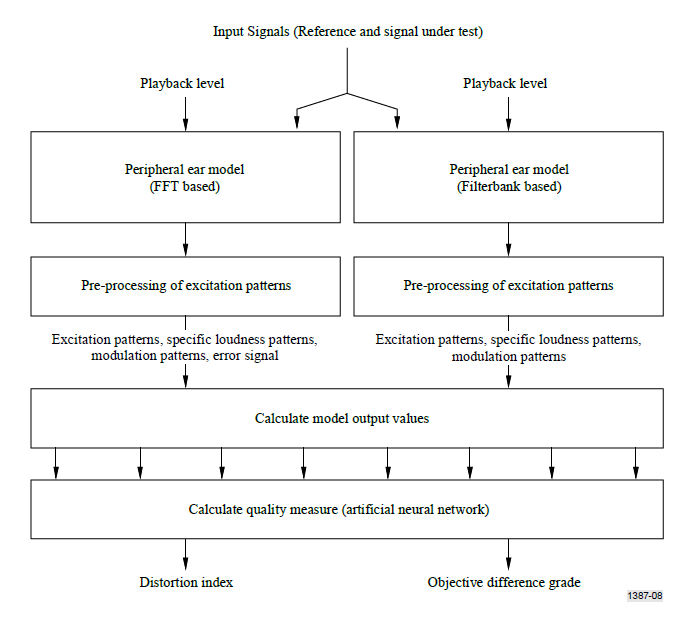 Input Signals (Reference and signal under test)
Playback level
Playback level
Peripheral ear model
(FFT based)
Peripheral ear model
(Filterbank based)
Pre-processing of excitation patterns
Pre-processing of excitation patterns
Excitation patterns, specific loudness patterns,
modulation patterns, error signal
Excitation patterns, specific loudness patterns,
modulation patterns
Calculate model output values
Calculate quality measure (artificial neural network)
Distortion index
Objective difference grade
1387-08